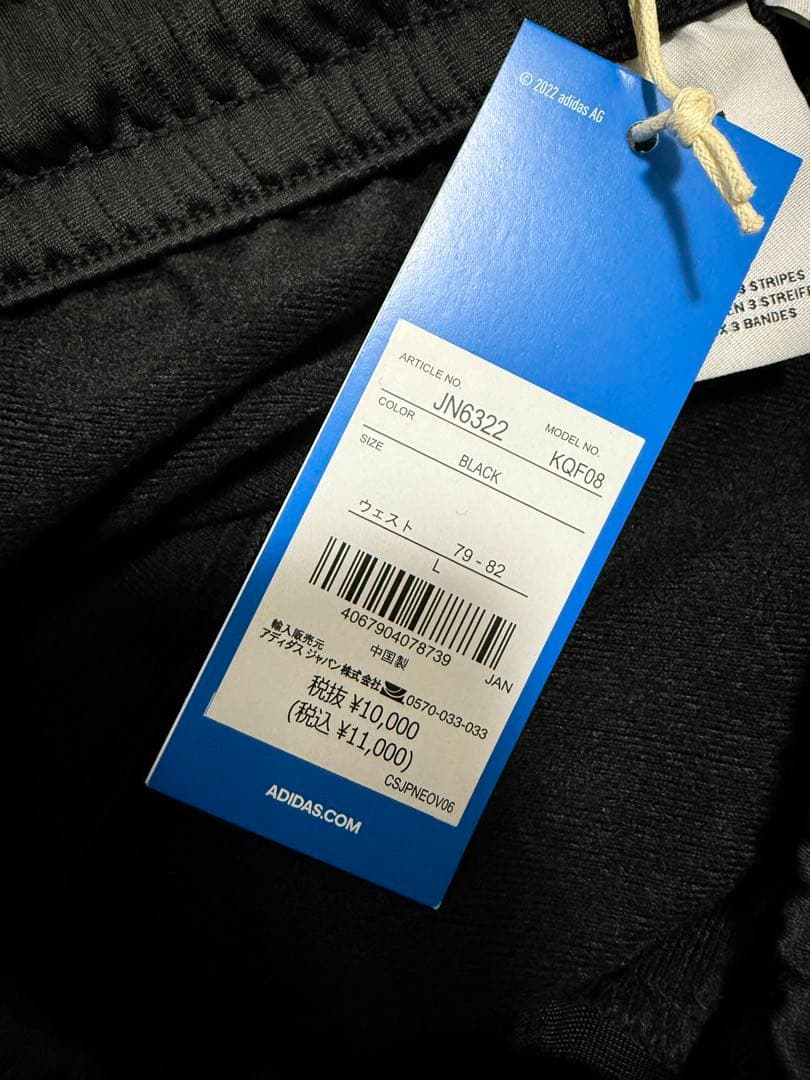 © 2022 adidas AG
3 STRIPES
EN 3 STREIF
X 3 BANDES
ARTICLE NO.
JN6322
MODEL NO.
KQF08
COLOR
BLACK
SIZE
ウェスト 79 - 82
L
4067904078739
中国製
JAN
輸入販売元
アディダス ジャパン株式会社 0570-033-033
税抜 ¥10,000
(税込 ¥11,000)
CSJPNEOV06
ADIDAS.COM